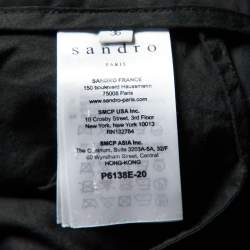 36
sandro
PARIS
SANDRO FRANCE
150 boulevard Haussmann
75008 Paris
www.sandro-paris.com
SMCP USA Inc.
10 Crosby Street, 3rd Floor
New York, New York 10013
RN132784
SMCP ASIA Inc.
The Centrium, Suite 3203A-5A, 32/F
60 Wyndham Street, Central
HONG-KONG
P6138E-20